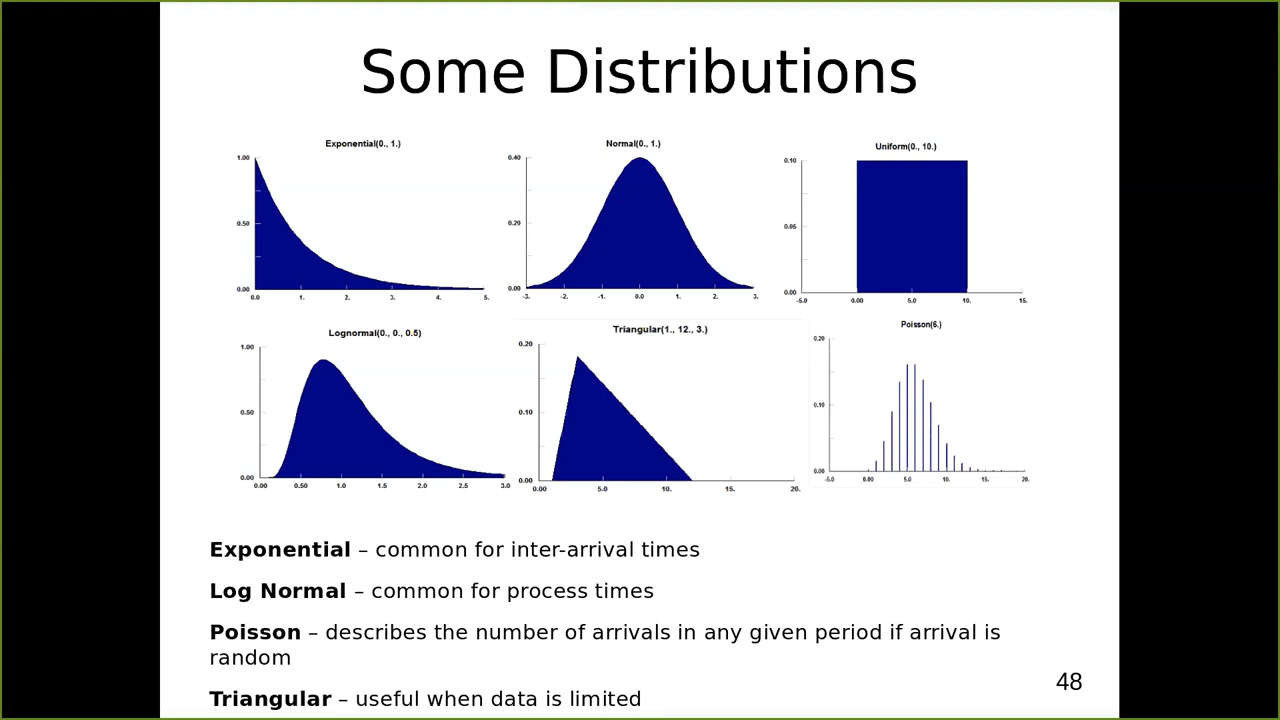 Some Distributions
Exponential(0., 1.)
1.00
0.50
0.00
0.0 1. 2. 3. 4. 5.
Normal(0., 1.)
0.40
0.20
0.00
-3. -2. -1. 0.0 1. 2. 3.
Uniform(0., 10.)
0.10
0.05
0.00
-5.0 0.00 5.0 10. 15.
Lognormal(0., 0., 0.5)
1.00
0.50
0.00
0.00 0.50 1.0 1.5 2.0 2.5 3.0
Triangular(1., 12., 3.)
0.20
0.10
0.00
0.00 5.0 10. 15. 20.
Poisson(6.)
0.20
0.10
0.00
-5.0 0.00 5.0 10. 15. 20.
Exponential – common for inter-arrival times
Log Normal – common for process times
Poisson – describes the number of arrivals in any given period if arrival is
random
Triangular – useful when data is limited
48